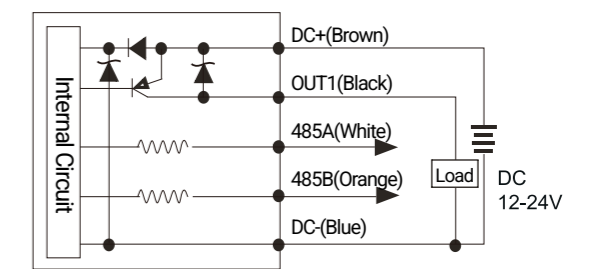 Internal Circuit
DC+(Brown)
OUT1(Black)
485A(White)
485B(Orange)
DC-(Blue)
Load
DC
12-24V